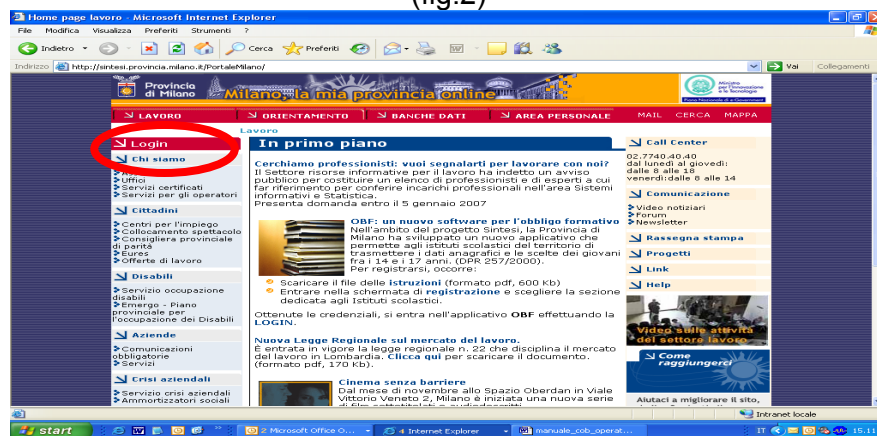 (fig.2)
Home page lavoro - Microsoft Internet Explorer
File Modifica Visualizza Preferiti Strumenti ?
Indietro Cerca Preferiti
Indirizzo http://sintesi.provincia.milano.it/PortaleMilano/ Vai Collegamenti
Provincia di Milano
Milano, la mia provincia online
Ministro per l'Innovazione e le Tecnologie
LAVORO ORIENTAMENTO BANCHE DATI AREA PERSONALE MAIL CERCA MAPPA
Lavoro
Login
Chi siamo
Uffici
Servizi certificati
Servizi per gli operatori
Cittadini
Centri per l'impiego
Collocamento spettacolo
Consigliera provinciale
di parità
Eures
Offerte di lavoro
Disabili
Servizio occupazione
disabili
Emergo - Piano
provinciale per
l'occupazione dei Disabili
Aziende
Comunicazioni
obbligatorie
Servizi
Crisi aziendali
Servizio crisi aziendali
Ammortizzatori sociali
In primo piano
Cerchiamo professionisti: vuoi segnalarti per lavorare con noi?
Il Settore risorse informative per il lavoro ha indetto un avviso
pubblico per costituire un elenco di professionisti e di esperti a cui
far riferimento per conferire incarichi professionali nell'area Sistemi
informativi e Statistica.
Presenta domanda entro il 5 gennaio 2007
OBF: un nuovo software per l'obbligo formativo
Nell'ambito del progetto Sintesi, la Provincia di
Milano ha sviluppato un nuovo applicativo che
permette agli istituti scolastici del territorio di
trasmettere i dati anagrafici e le scelte dei giovani
fra i 14 e i 17 anni. (DPR 257/2000).
Per registrarsi, occorre:
Scaricare il file delle istruzioni (formato pdf, 600 Kb)
Entrare nella schermata di registrazione e scegliere la sezione
dedicata agli Istituti scolastici.
Ottenute le credenziali, si entra nell'applicativo OBF effettuando la
LOGIN.
Nuova Legge Regionale sul mercato del lavoro.
È entrata in vigore la legge regionale n. 22 che disciplina il mercato
del lavoro in Lombardia. Clicca qui per scaricare il documento.
(formato pdf, 170 Kb).
Cinema senza barriere
Dal mese di novembre allo Spazio Oberdan in Viale
Vittorio Veneto 2, Milano è iniziata una nuova serie
di film sottotitolati e audiodescritti
Call Center
02.7740.40.40
dal lunedì al giovedì:
dalle 8 alle 18
venerdì:dalle 8 alle 14
Comunicazione
Video notiziari
Forum
Newsletter
Rassegna stampa
Progetti
Link
Help
Video sulle attività
del settore lavoro
Come
raggiungerci
Aiutaci a migliorare il sito,
Intranet locale
start 2 Microsoft Office O... 4 Internet Explorer manuale_cob_operat... IT 15.11